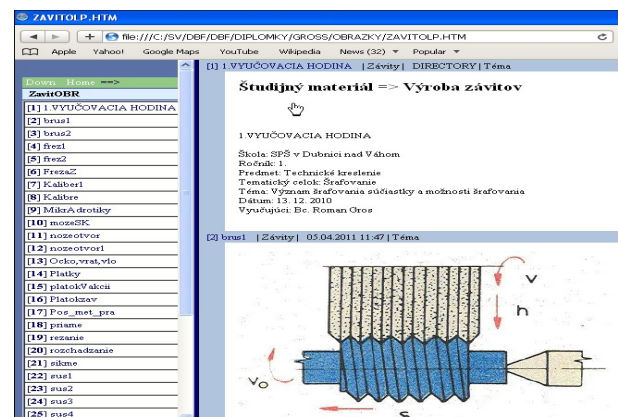 ZAVITOLP.HTM
file:///C:/SV/DBF/DBF/DIPLOMKY/GROSS/OBRAZKY/ZAVITOLP.HTM
Apple Yahoo! Google Maps YouTube Wikipedia News (32) Popular
Down Home ==>
ZavitOBR
[1] 1.VYUČOVACIA HODINA
[2] brus1
[3] brus2
[4] frez1
[5] frez2
[6] FrezaZ
[7] Kaliber1
[8] Kalibre
[9] MikrA drotiky
[10] mozeSK
[11] nozeotvor
[12] nozeotvor1
[13] Ocko,vrat,vlo
[14] Platky
[15] platokV akcii
[16] Platokzav
[17] Pos_met_pra
[18] priame
[19] rezanie
[20] rozchadzanie
[21] sikme
[22] sus1
[23] sus2
[24] sus3
[25] sus4
[1] 1.VYUČOVACIA HODINA | Závity | DIRECTORY | Téma
Študijný materiál => Výroba závitov
1.VYUČOVACIA HODINA
Škola: SPŠ v Dubnici nad Váhom
Ročník: 1.
Predmet: Technické kreslenie
Tematický celok: Šrafovanie
Téma: Význam šrafovania súčiastky a možnosti šrafovania
Dátum: 13. 12. 2010
Vyučujúci: Bc. Roman Gros
[2] brus1 | Závity | 05.04.2011 11:47 | Téma
v
h
vo
s